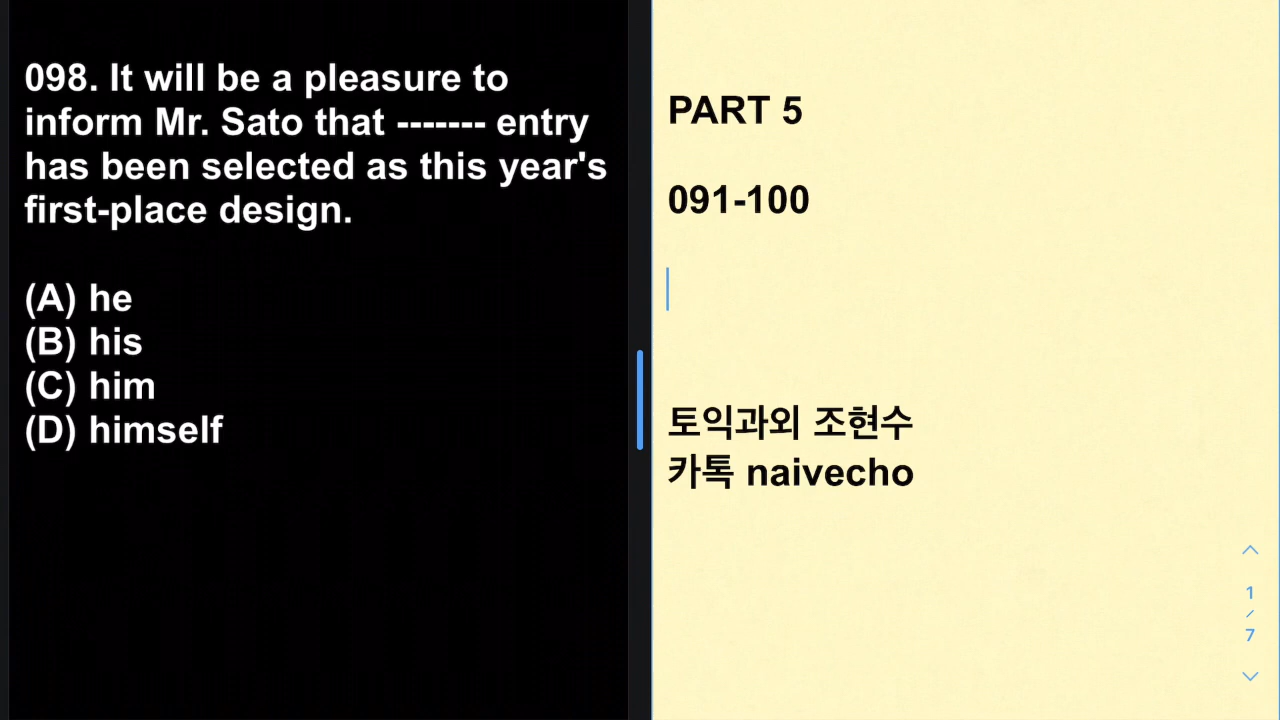 098. It will be a pleasure to
inform Mr. Sato that ------- entry
has been selected as this year's
first-place design.
(A) he
(B) his
(C) him
(D) himself
PART 5
091-100
토익과외 조현수
카톡 naivecho
1
/
7